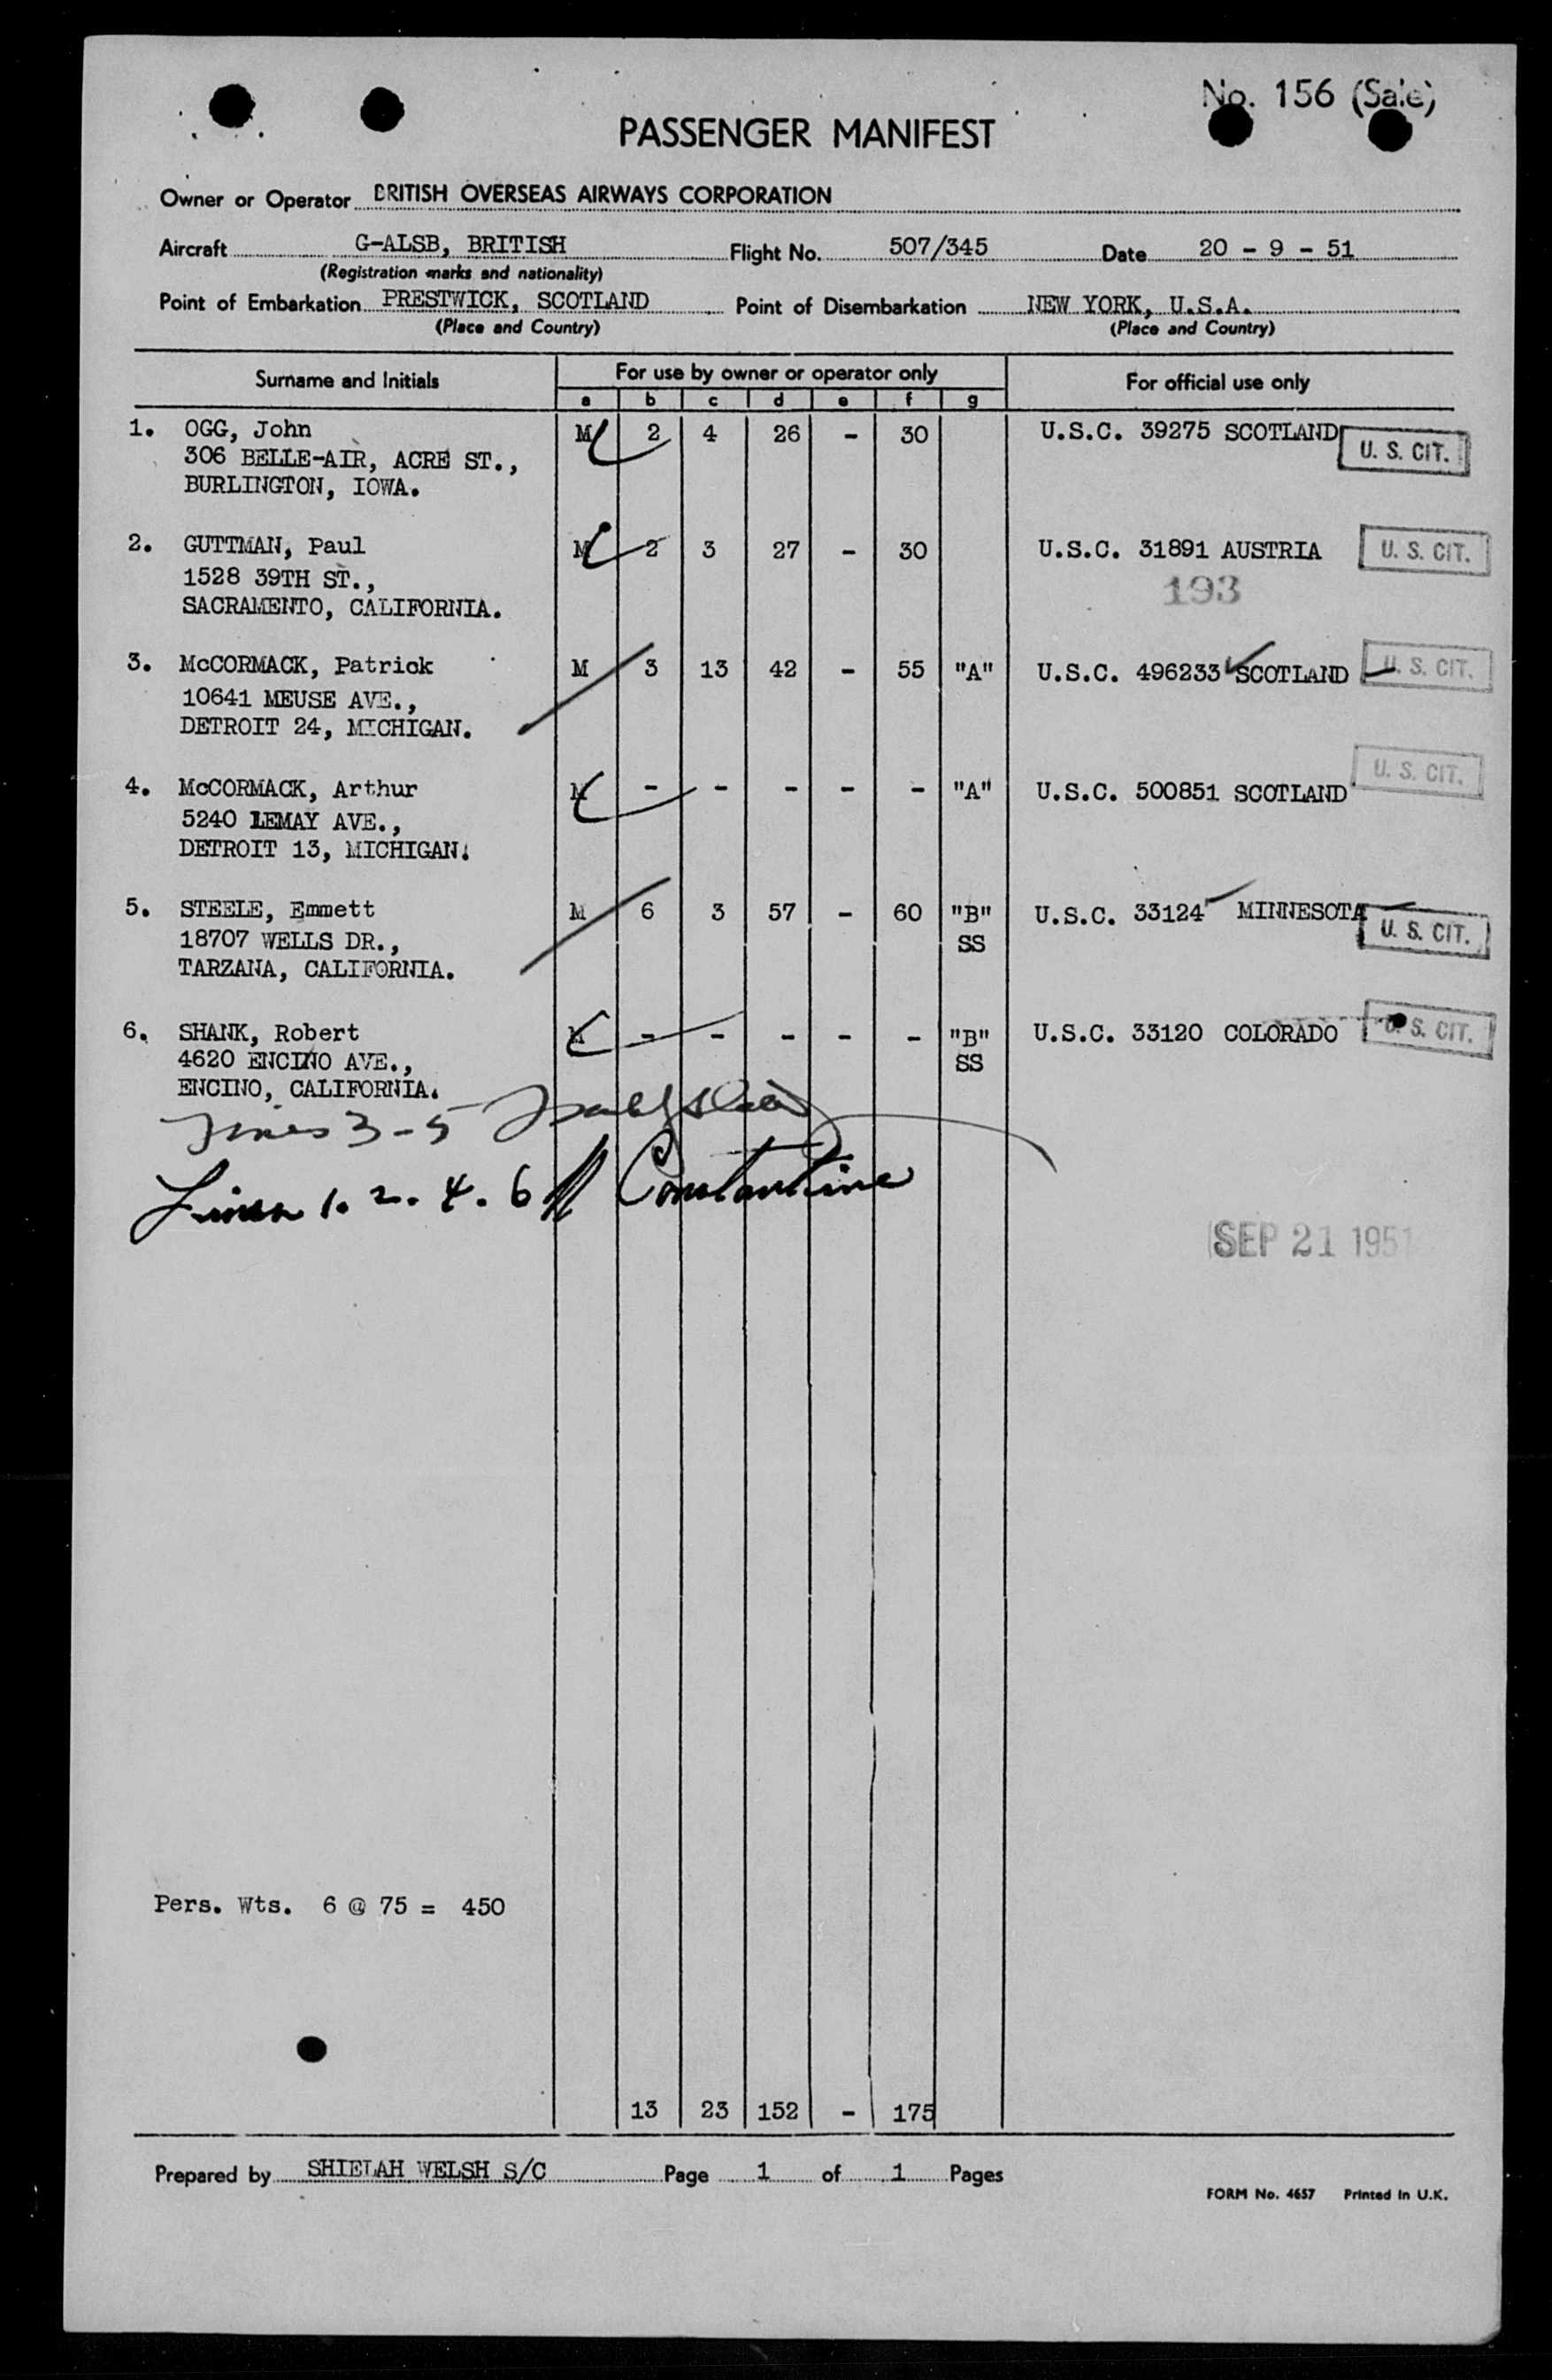 No. 156 (Sale)
PASSENGER MANIFEST
Owner or Operator BRITISH OVERSEAS AIRWAYS CORPORATION
Aircraft G-ALSB, BRITISH Flight No. 507/345 Date 20 - 9 - 51
(Registration marks and nationality)
Point of Embarkation PRESTWICK, SCOTLAND Point of Disembarkation NEW YORK, U.S.A.
(Place and Country) (Place and Country)
Surname and Initials For use by owner or operator only For official use only
a b c d e f g
1. OGG, John M 2 4 26 - 30 U.S.C. 39275 SCOTLAND U. S. CIT.
306 BELLE-AIR, ACRE ST.,
BURLINGTON, IOWA.
2. GUTTMAN, Paul M 2 3 27 - 30 U.S.C. 31891 AUSTRIA U. S. CIT.
1528 39TH ST., 193
SACRAMENTO, CALIFORNIA.
3. McCORMACK, Patrick M 3 13 42 - 55 "A" U.S.C. 496233 SCOTLAND U. S. CIT.
10641 MEUSE AVE.,
DETROIT 24, MICHIGAN.
4. McCORMACK, Arthur M - - - - - "A" U.S.C. 500851 SCOTLAND U. S. CIT.
5240 LEMAY AVE.,
DETROIT 13, MICHIGAN.
5. STEELE, Emmett M 6 3 57 - 60 "B" U.S.C. 33124 MINNESOTA U. S. CIT.
18707 WELLS DR., SS
TARZANA, CALIFORNIA.
6. SHANK, Robert M - - - - - "B" U.S.C. 33120 COLORADO U. S. CIT.
4620 ENCINO AVE., SS
ENCINO, CALIFORNIA.
Lines 3-5
Lines 1. 2. 4. 6 Constantine
SEP 21 1951
Pers. Wts. 6 @ 75 = 450
13 23 152 - 175
Prepared by SHIELAH WELSH S/C Page 1 of 1 Pages
FORM No. 4657 Printed in U.K.